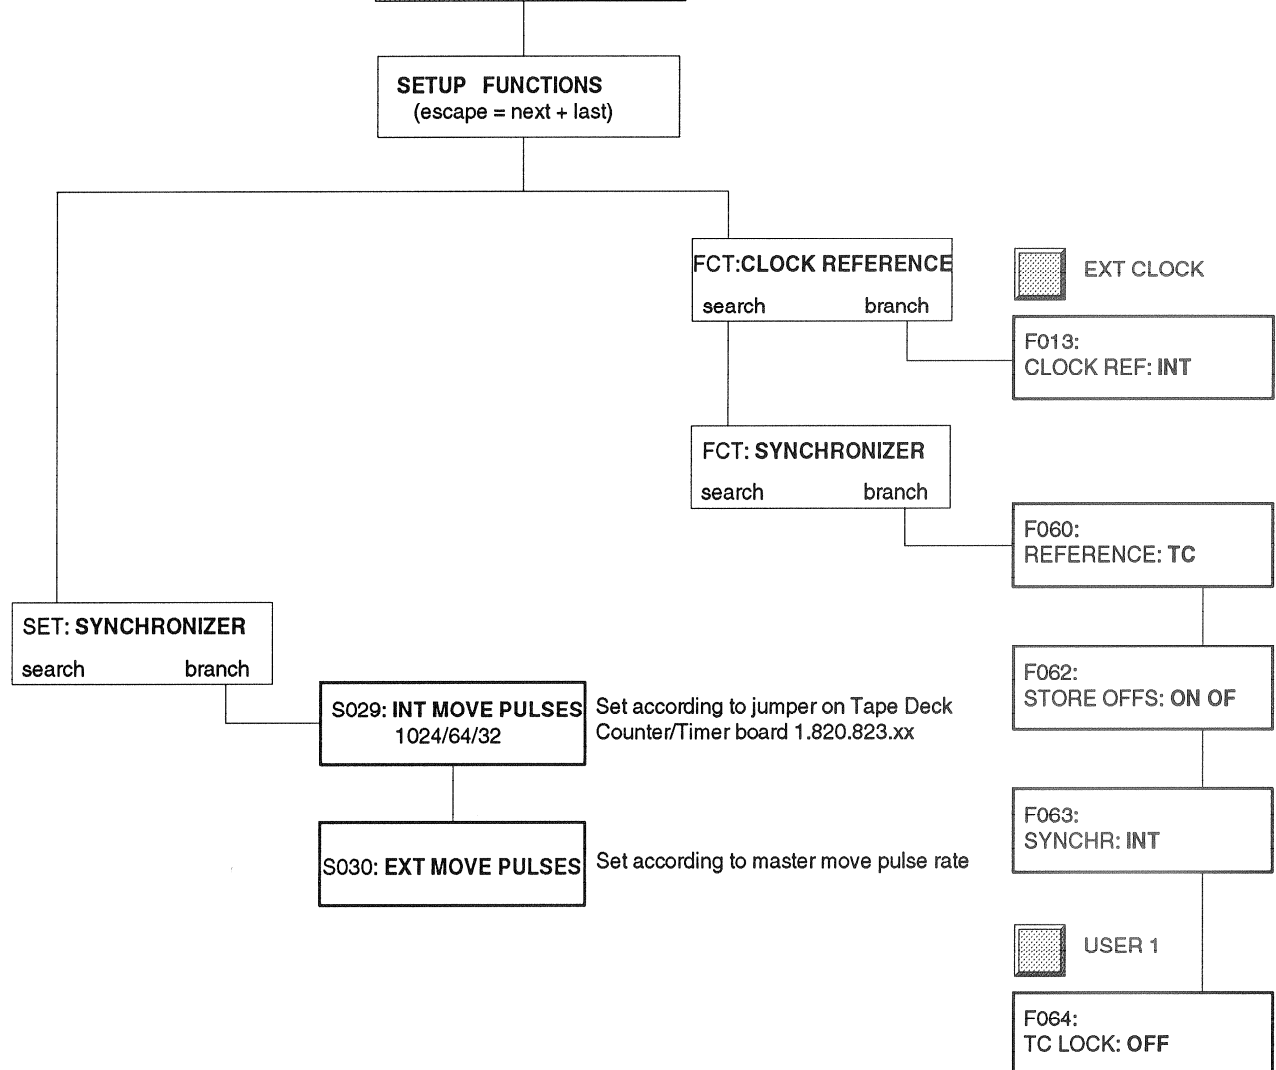 SETUP FUNCTIONS
(escape = next + last)
FCT:CLOCK REFERENCE
search branch
EXT CLOCK
F013:
CLOCK REF: INT
FCT: SYNCHRONIZER
search branch
F060:
REFERENCE: TC
SET: SYNCHRONIZER
search branch
S029: INT MOVE PULSES
1024/64/32
Set according to jumper on Tape Deck
Counter/Timer board 1.820.823.xx
F062:
STORE OFFS: ON OF
S030: EXT MOVE PULSES
Set according to master move pulse rate
F063:
SYNCHR: INT
USER 1
F064:
TC LOCK: OFF